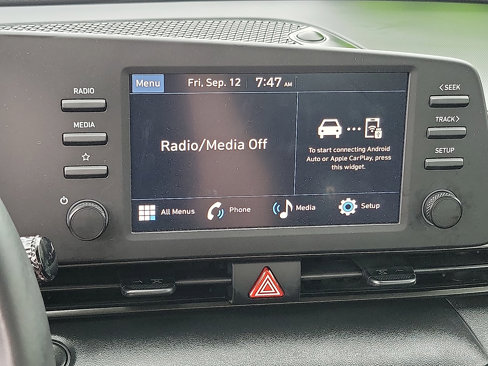 RADIO
MEDIA
Menu
Fri, Sep. 12
7:47 AM
Radio/Media Off
To start connecting Android
Auto or Apple CarPlay, press
this widget.
All Menus
Phone
Media
Setup
< SEEK
TRACK >
SETUP